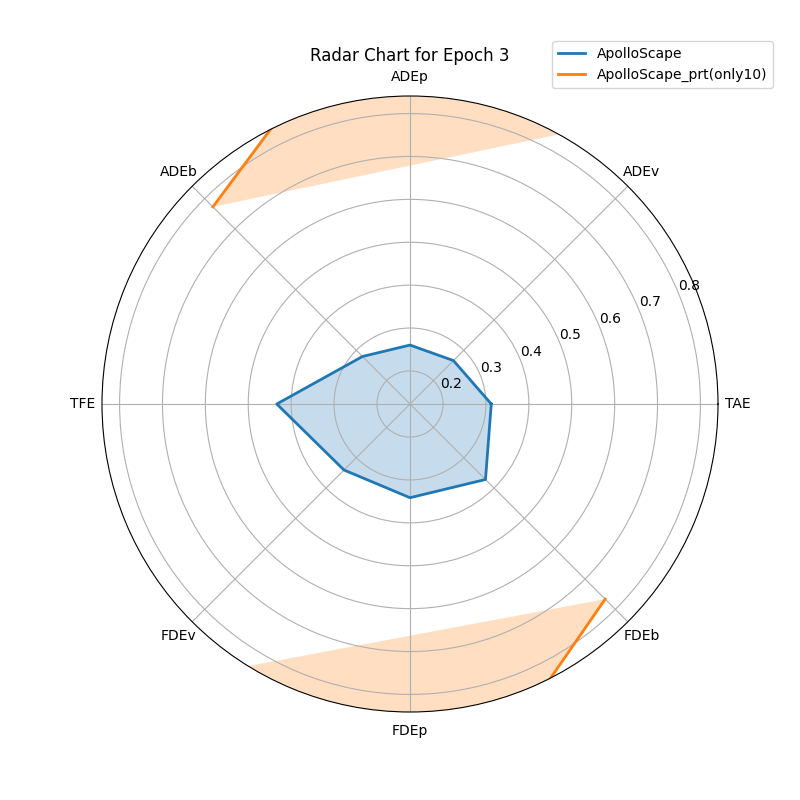 Radar Chart for Epoch 3
ApolloScape
ApolloScape_prt(only10)
ADEp
ADEb
ADEv
0.8
0.7
0.6
0.5
0.4
0.3
0.2
TFE
TAE
FDEv
FDEb
FDEp